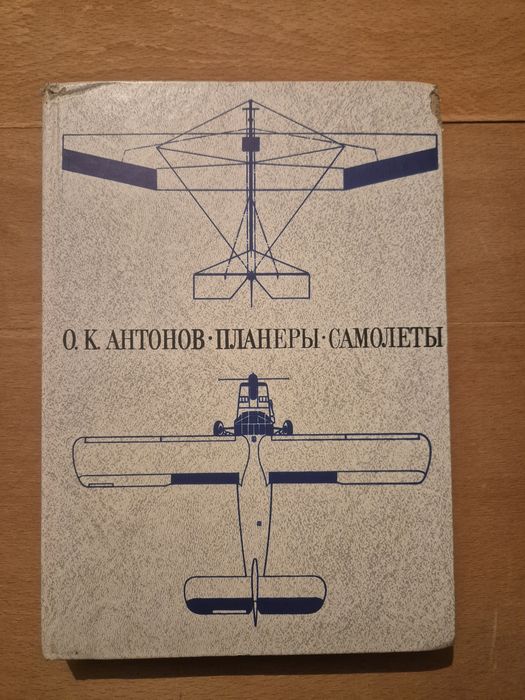 О. К. АНТОНОВ · ПЛАНЕРЫ · САМОЛЕТЫ